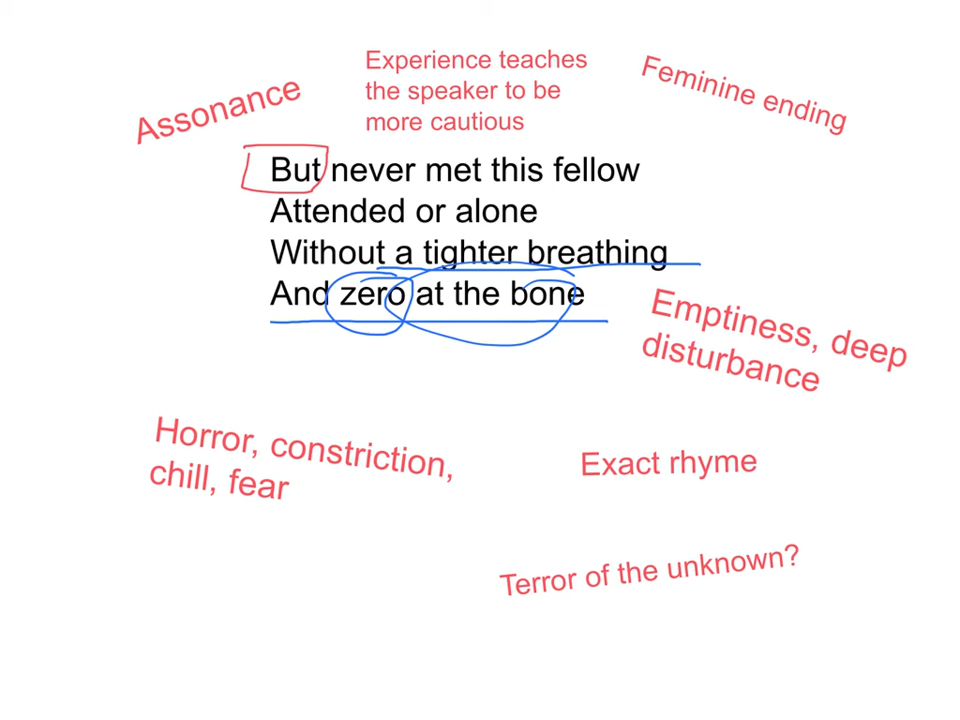 Assonance
Experience teaches
the speaker to be
more cautious
Feminine ending
But never met this fellow
Attended or alone
Without a tighter breathing
And zero at the bone
Emptiness, deep
disturbance
Horror, constriction,
chill, fear
Exact rhyme
Terror of the unknown?